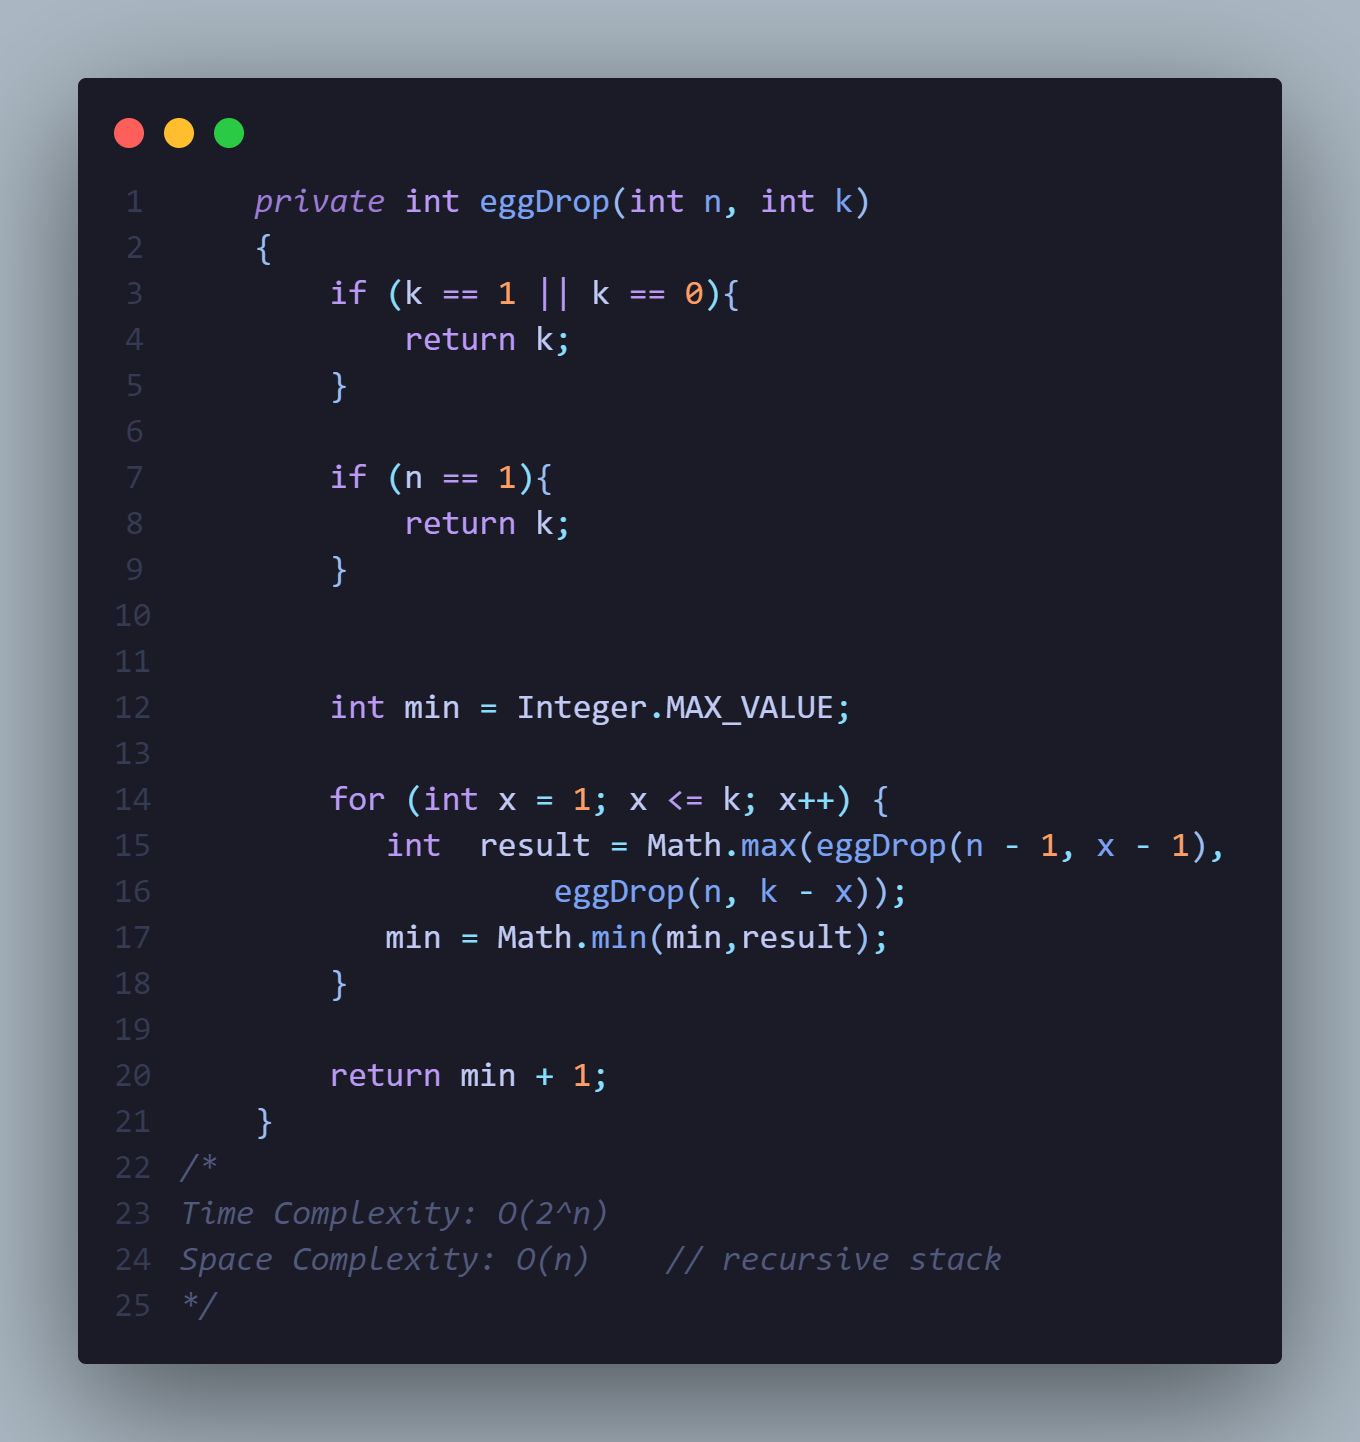 1 private int eggDrop(int n, int k)
2 {
3 if (k == 1 || k == 0){
4 return k;
5 }
6
7 if (n == 1){
8 return k;
9 }
10
11
12 int min = Integer.MAX_VALUE;
13
14 for (int x = 1; x <= k; x++) {
15 int  result = Math.max(eggDrop(n - 1, x - 1),
16 eggDrop(n, k - x));
17 min = Math.min(min,result);
18 }
19
20 return min + 1;
21 }
22 /*
23 Time Complexity: O(2^n)
24 Space Complexity: O(n)    // recursive stack
25 */